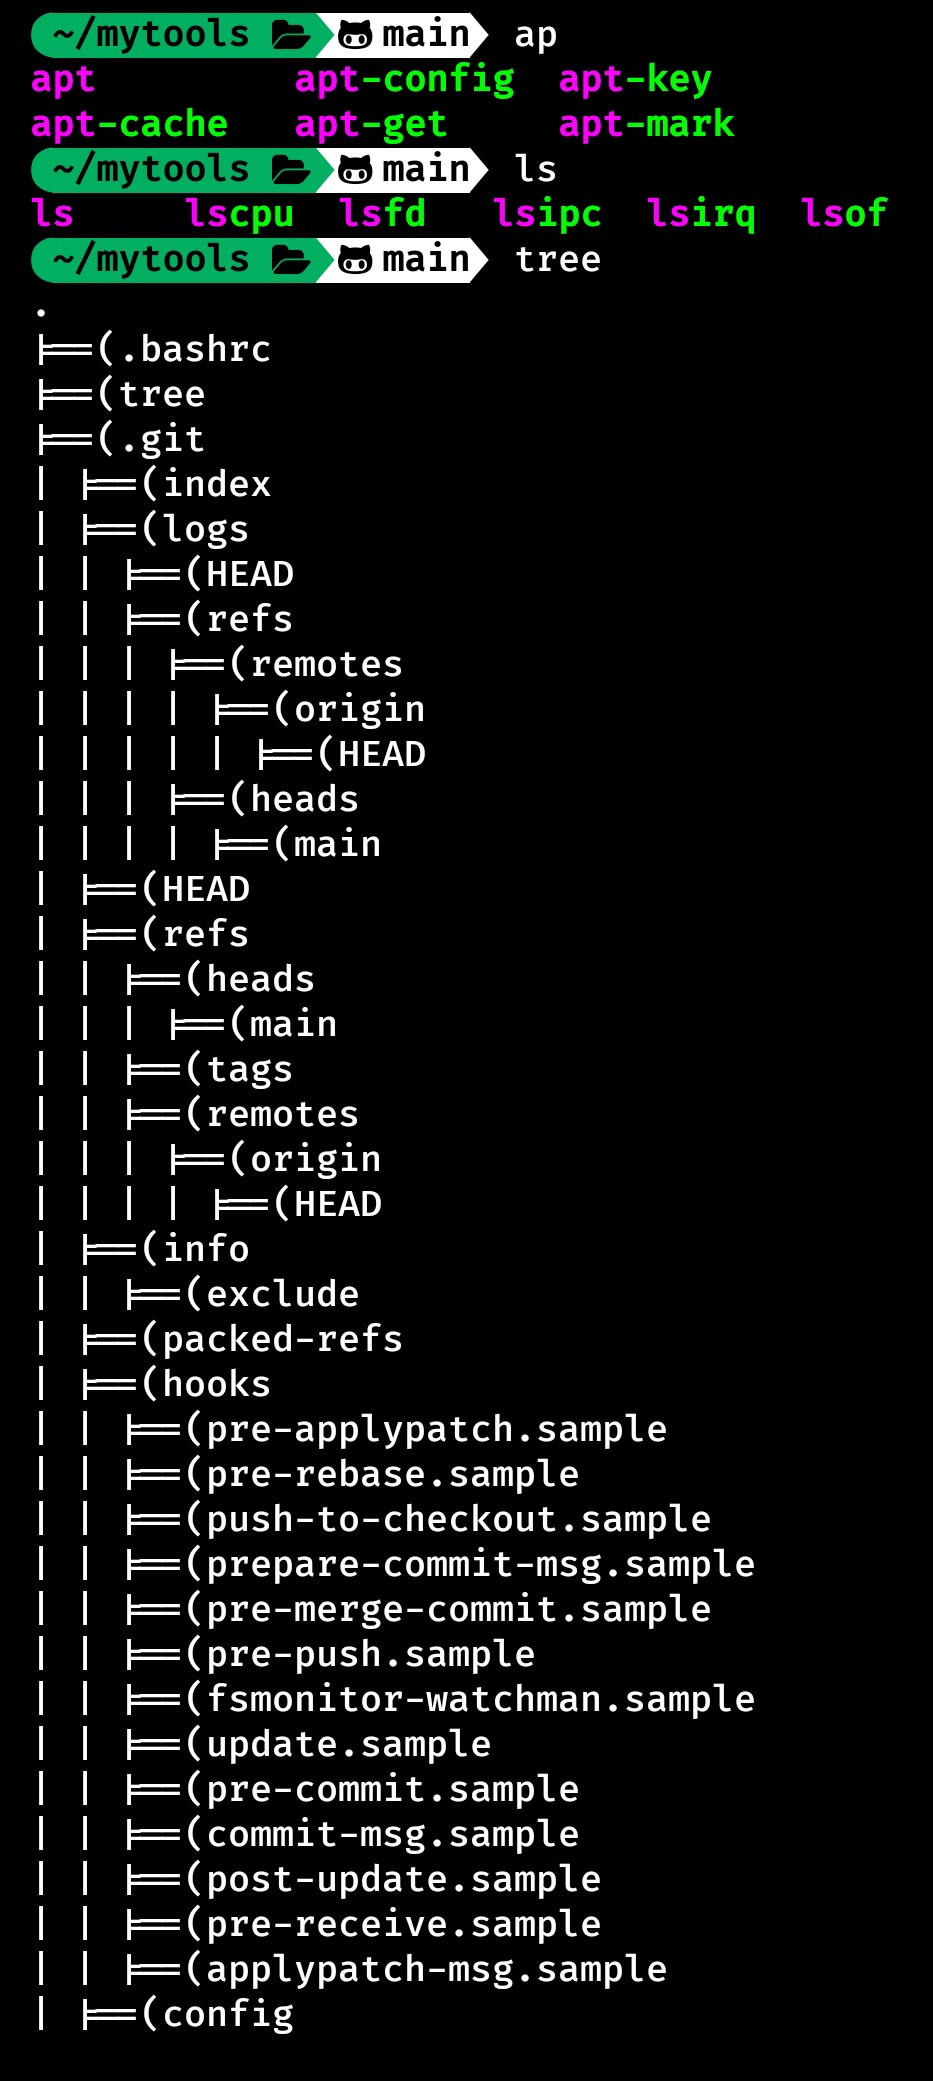 ~/mytools main ap
apt apt-config apt-key
apt-cache apt-get apt-mark
~/mytools main ls
ls lscpu lsfd lsipc lsirq lsof
~/mytools main tree
.
╞══(.bashrc
╞══(tree
╞══(.git
│ ╞══(index
│ ╞══(logs
│ │ ╞══(HEAD
│ │ ╞══(refs
│ │ │ ╞══(remotes
│ │ │ │ ╞══(origin
│ │ │ │ │ ╞══(HEAD
│ │ │ ╞══(heads
│ │ │ │ ╞══(main
│ ╞══(HEAD
│ ╞══(refs
│ │ ╞══(heads
│ │ │ ╞══(main
│ │ ╞══(tags
│ │ ╞══(remotes
│ │ │ ╞══(origin
│ │ │ │ ╞══(HEAD
│ ╞══(info
│ │ ╞══(exclude
│ ╞══(packed-refs
│ ╞══(hooks
│ │ ╞══(pre-applypatch.sample
│ │ ╞══(pre-rebase.sample
│ │ ╞══(push-to-checkout.sample
│ │ ╞══(prepare-commit-msg.sample
│ │ ╞══(pre-merge-commit.sample
│ │ ╞══(pre-push.sample
│ │ ╞══(fsmonitor-watchman.sample
│ │ ╞══(update.sample
│ │ ╞══(pre-commit.sample
│ │ ╞══(commit-msg.sample
│ │ ╞══(post-update.sample
│ │ ╞══(pre-receive.sample
│ │ ╞══(applypatch-msg.sample
│ ╞══(config